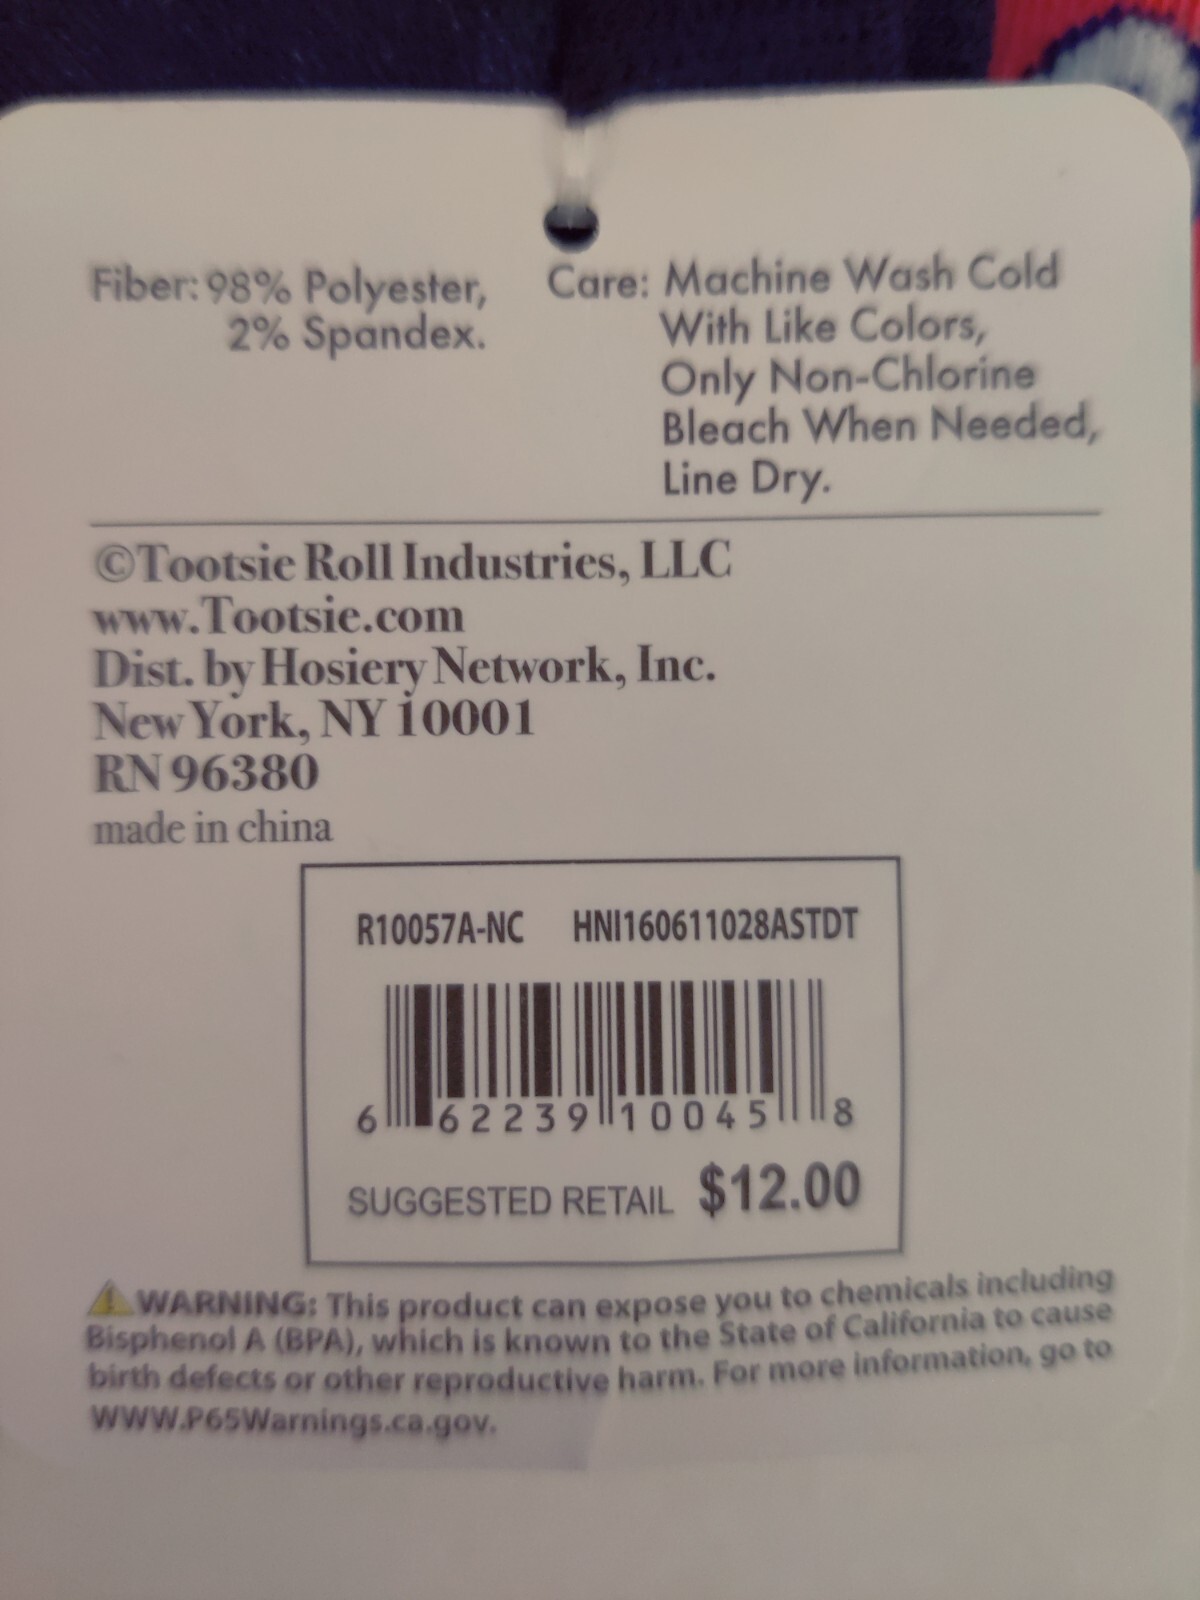 Fiber: 98% Polyester,
2% Spandex.
Care: Machine Wash Cold
With Like Colors,
Only Non-Chlorine
Bleach When Needed,
Line Dry.
©Tootsie Roll Industries, LLC
www.Tootsie.com
Dist. by Hosiery Network, Inc.
New York, NY 10001
RN 96380
made in china
R10057A-NC HNI160611028ASTDT
6 62239 10045 8
SUGGESTED RETAIL $12.00
⚠WARNING: This product can expose you to chemicals including
Bisphenol A (BPA), which is known to the State of California to cause
birth defects or other reproductive harm. For more information, go to
WWW.P65Warnings.ca.gov.